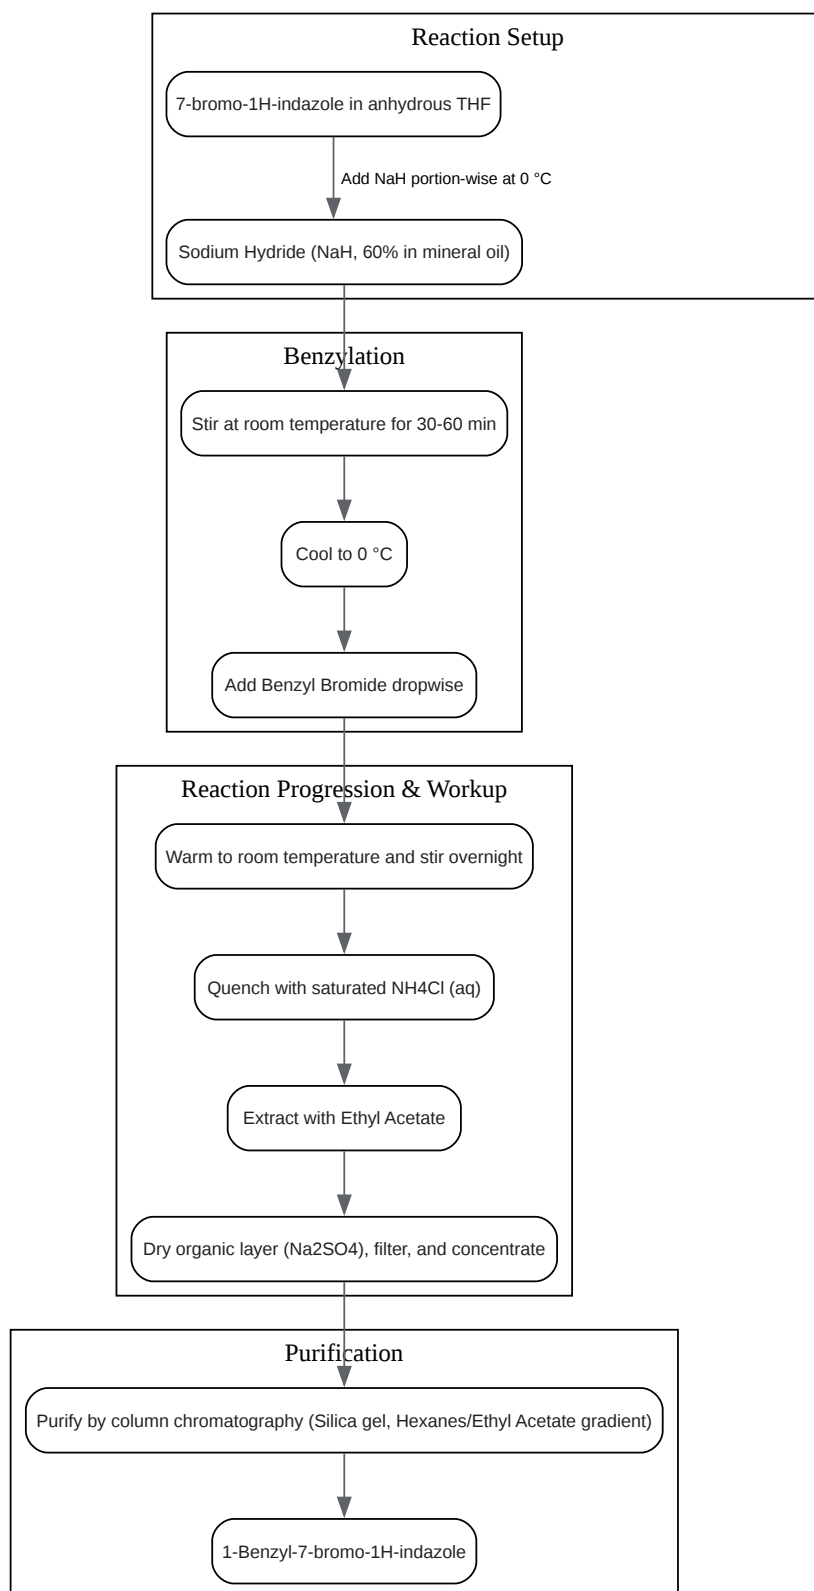 Reaction Setup
7-bromo-1H-indazole in anhydrous THF
Add NaH portion-wise at 0 °C
Sodium Hydride (NaH, 60% in mineral oil)
Benzylation
Stir at room temperature for 30-60 min
Cool to 0 °C
Add Benzyl Bromide dropwise
Reaction Progression & Workup
Warm to room temperature and stir overnight
Quench with saturated NH4Cl (aq)
Extract with Ethyl Acetate
Dry organic layer (Na2SO4), filter, and concentrate
Purification
Purify by column chromatography (Silica gel, Hexanes/Ethyl Acetate gradient)
1-Benzyl-7-bromo-1H-indazole